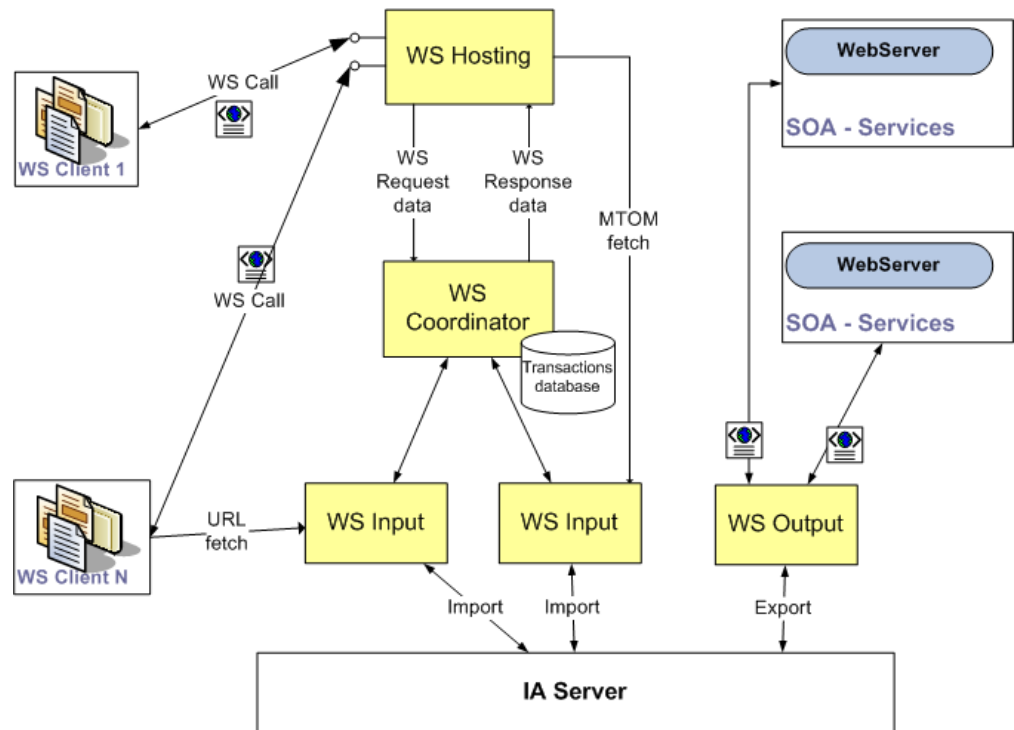 WS Hosting
WebServer
SOA - Services
WS Call
WS Client 1
WS
Request
data
WS
Response
data
MTOM
fetch
WebServer
SOA - Services
WS Call
WS
Coordinator
Transactions
database
WS Client N
URL
fetch
WS Input
WS Input
WS Output
Import
Import
Export
IA Server